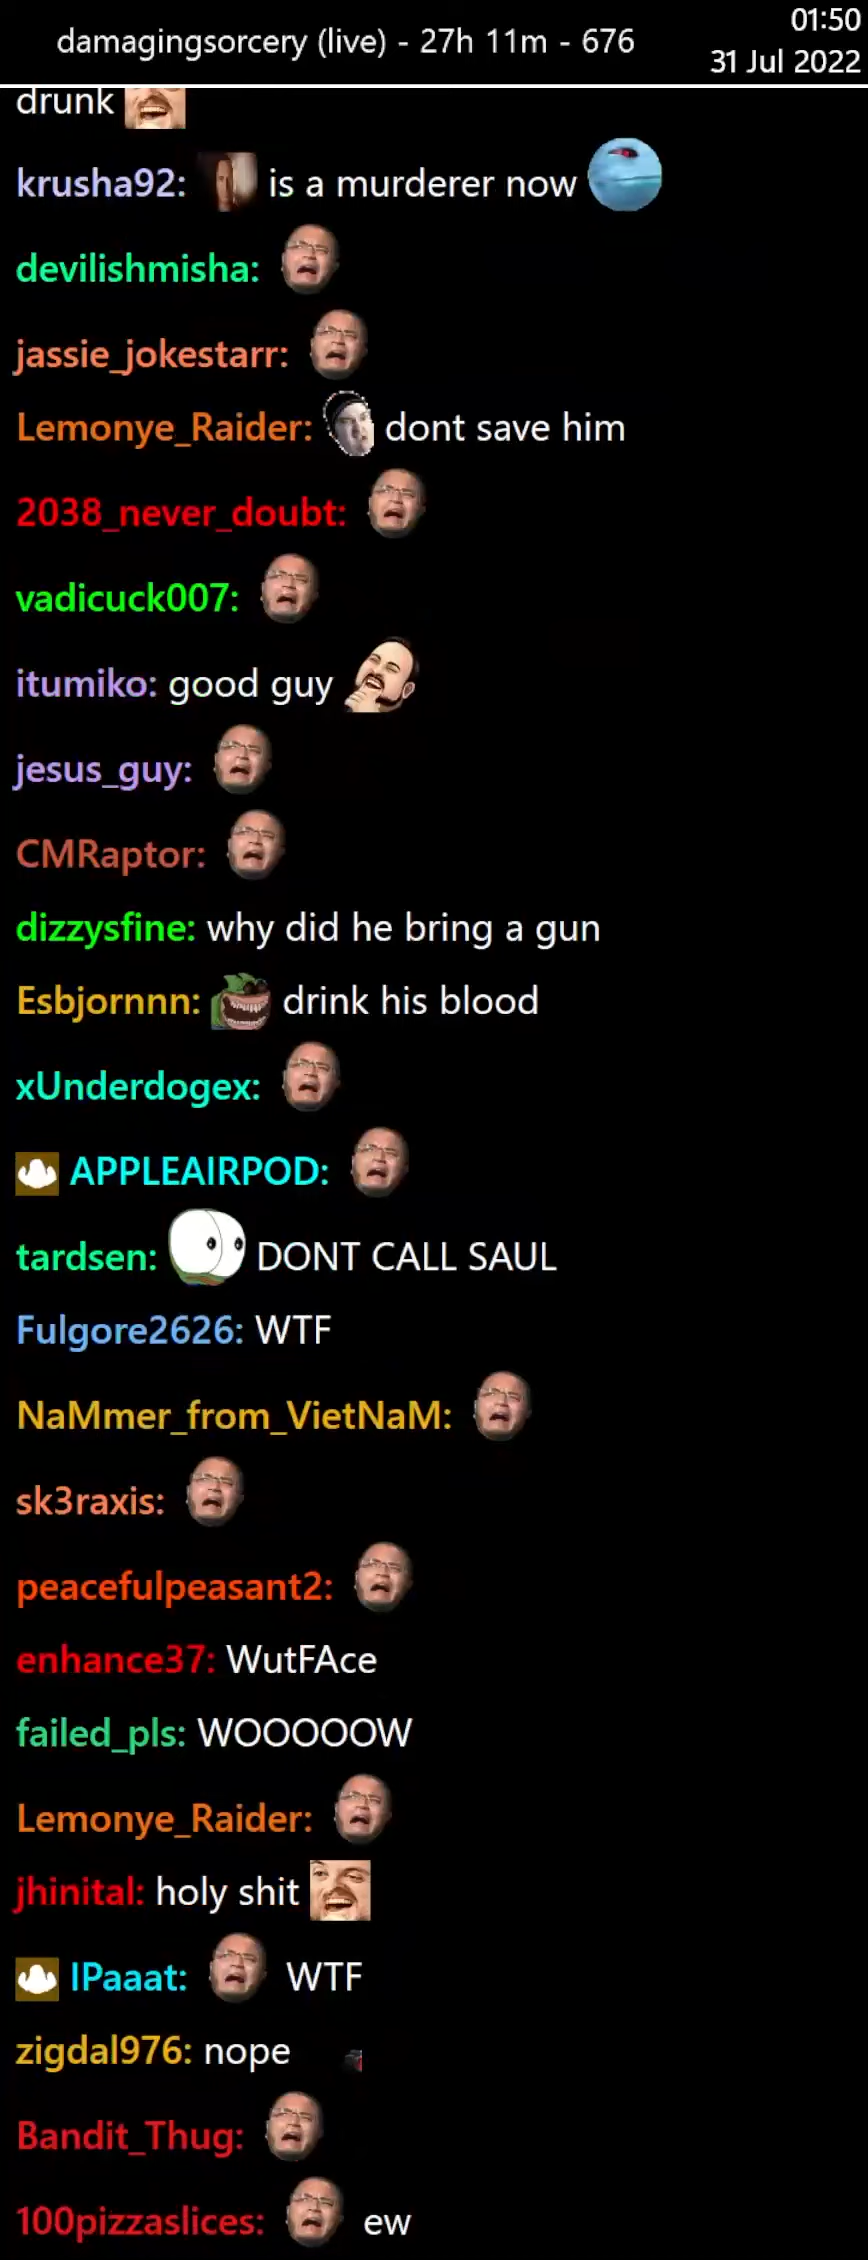 damagingsorcery (live) - 27h 11m - 676
01:50
31 Jul 2022
drunk
krusha92: is a murderer now
devilishmisha:
jassie_jokestarr:
Lemonye_Raider: dont save him
2038_never_doubt:
vadicuck007:
itumiko: good guy
jesus_guy:
CMRaptor:
dizzysfine: why did he bring a gun
Esbjornnn: drink his blood
xUnderdogex:
APPLEAIRPOD:
tardsen: DONT CALL SAUL
Fulgore2626: WTF
NaMmer_from_VietNaM:
sk3raxis:
peacefulpeasant2:
enhance37: WutFAce
failed_pls: WOOOOOW
Lemonye_Raider:
jhinital: holy shit
IPaaat: WTF
zigdal976: nope
Bandit_Thug:
100pizzaslices: ew